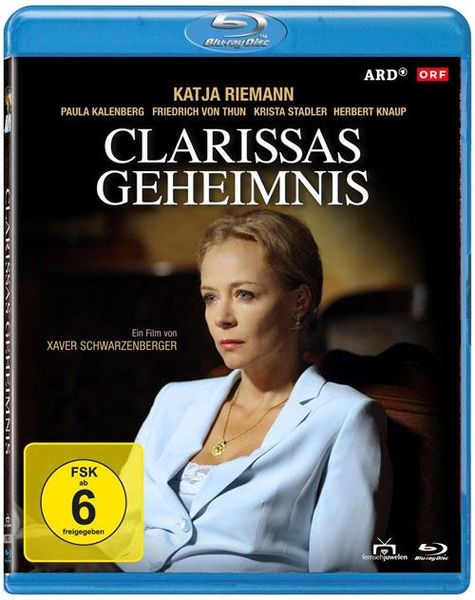 Blu-ray Disc
ARD ORF
KATJA RIEMANN
PAULA KALENBERG FRIEDRICH VON THUN KRISTA STADLER HERBERT KNAUP
CLARISSAS
GEHEIMNIS
Ein Film von
XAVER SCHWARZENBERGER
CLARISSAS GEHEIMNIS
FSK
ab
6
freigegeben
fernsehjuwelen
Blu-ray Disc